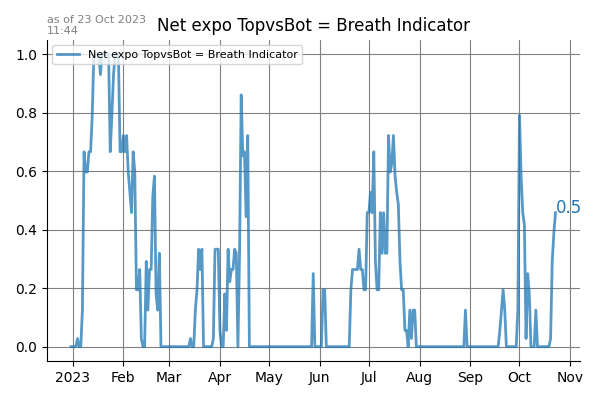 as of 23 Oct 2023
11:44
Net expo TopvsBot = Breath Indicator
Net expo TopvsBot = Breath Indicator
1.0
0.8
0.6
0.4
0.2
0.0
0.5
2023 Feb Mar Apr May Jun Jul Aug Sep Oct Nov